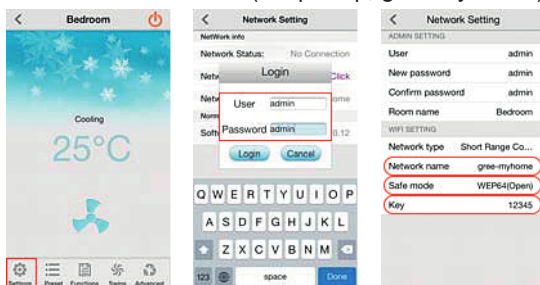 Bedroom
Cooling
25°C
Settings Preset Functions Swing Advanced
Network Setting
NetWork info
Network Status: No Connection
Login
User admin
Password admin
Login Cancel
Q W E R T Y U I O P
A S D F G H J K L
Z X C V B N M
123 space Done
Network Setting
ADMIN SETTING
User admin
New password admin
Confirm password admin
Room name Bedroom
WIFI SETTING
Network type Short Range Co...
Network name gree-myhome
Safe mode WEP64(Open)
Key 12345